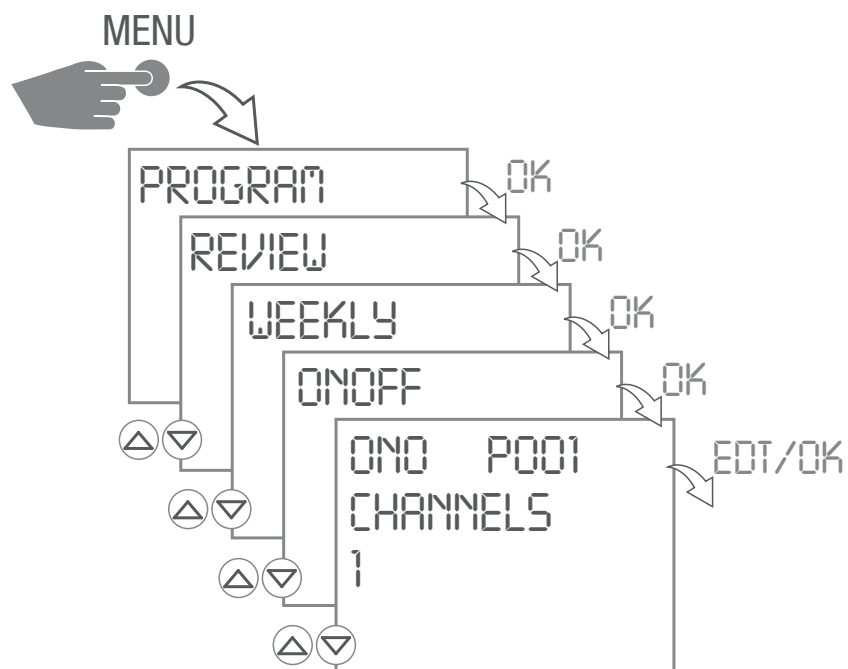 MENU
PROGRAM
OK
REVIEW
OK
WEEKLY
OK
ONOFF
OK
ONO P001
EDT/OK
CHANNELS
1